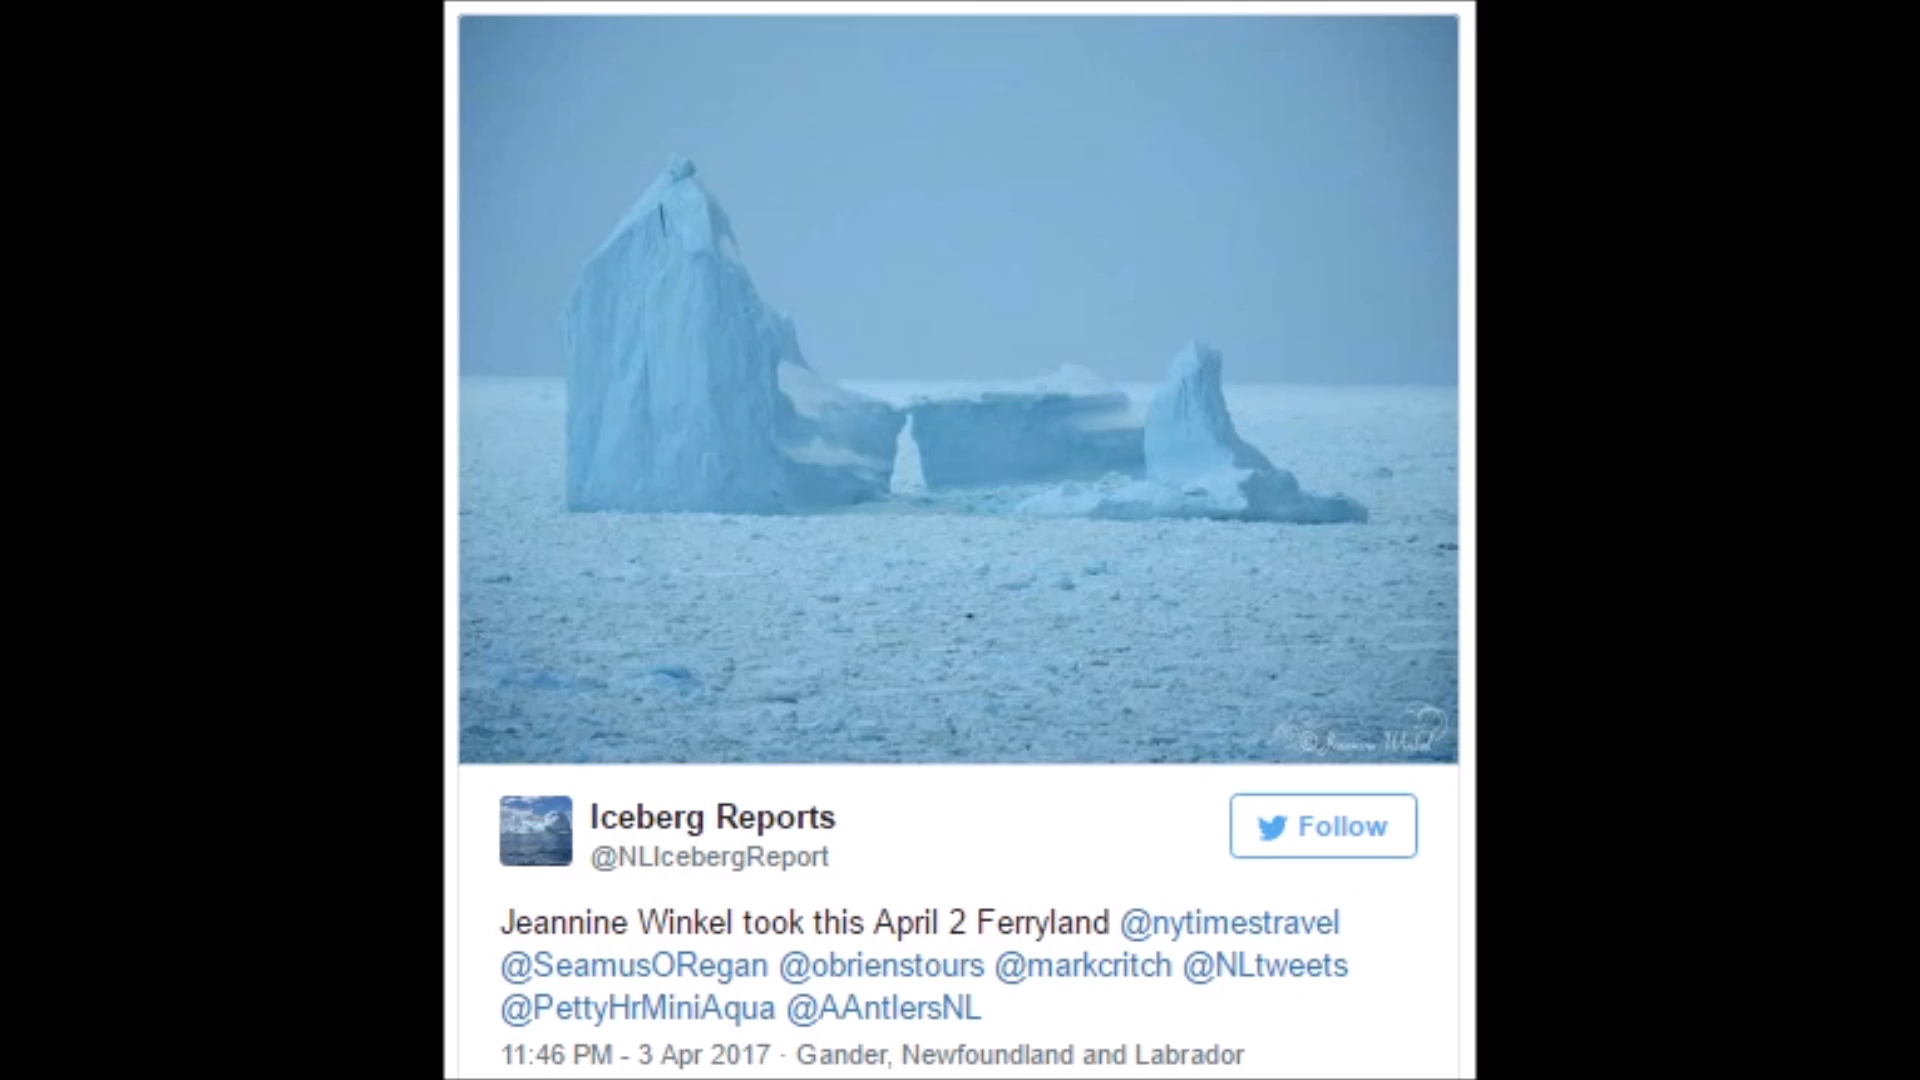 Iceberg Reports
Follow
@NLIcebergReport
Jeannine Winkel took this April 2 Ferryland @nytimestravel
@SeamusORegan @obrienstours @markcritch @NLtweets
@PettyHrMiniAqua @AAntlersNL
11:46 PM - 3 Apr 2017 · Gander, Newfoundland and Labrador